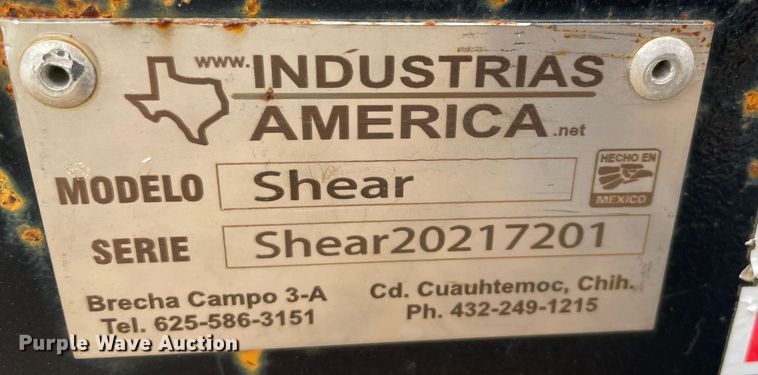 www. INDUSTRIAS
AMERICA.net
MODELO Shear
HECHO EN
MEXICO
SERIE Shear20217201
Brecha Campo 3-A Cd. Cuauhtemoc, Chih.
Tel. 625-586-3151 Ph. 432-249-1215
Purple Wave Auction